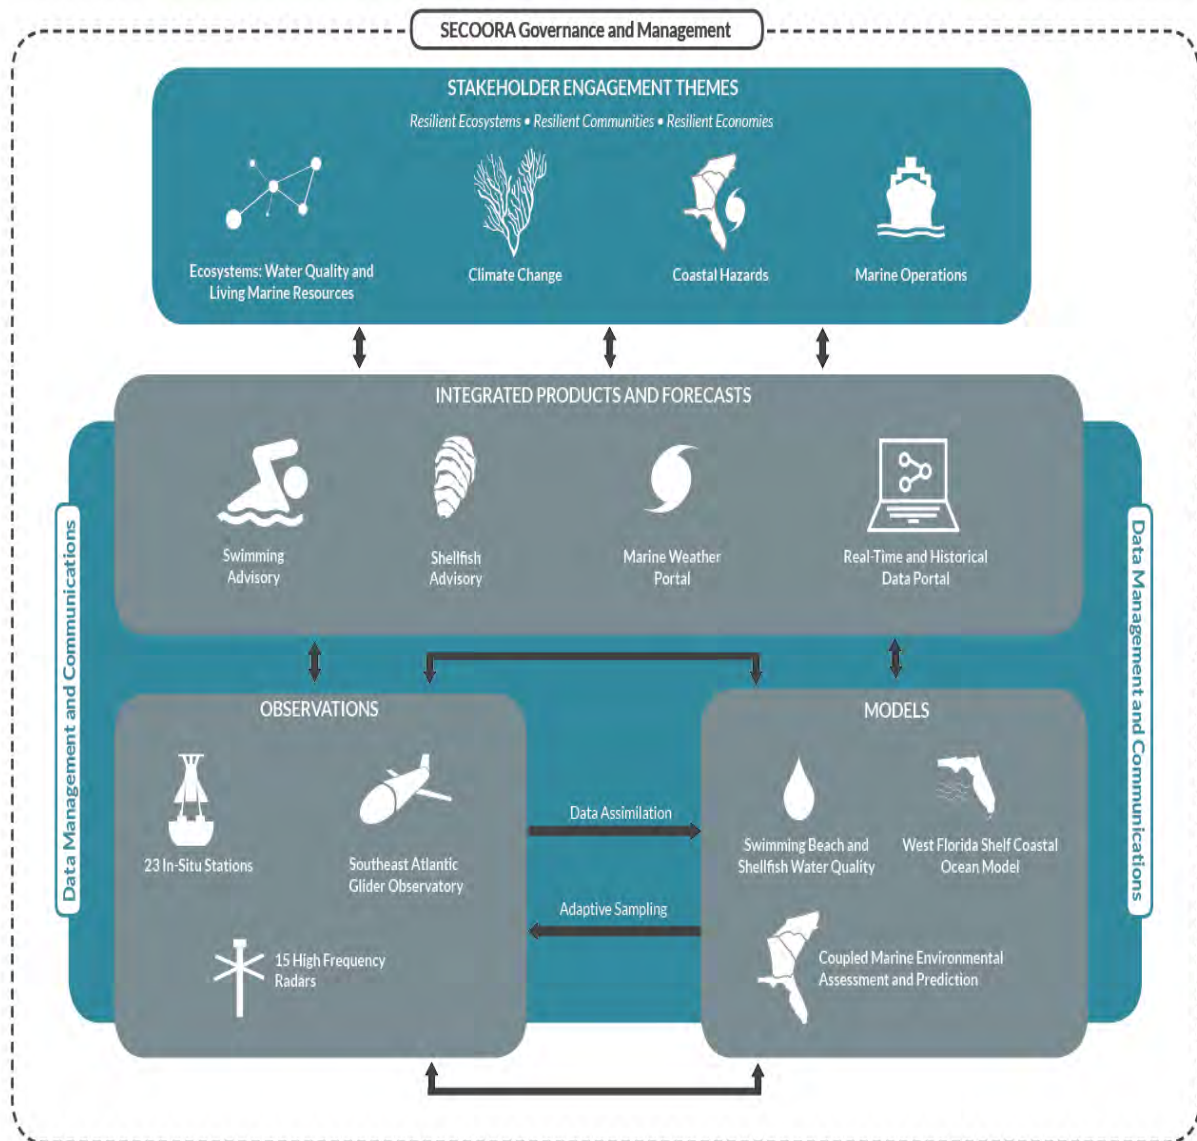 SECOORA Governance and Management
STAKEHOLDER ENGAGEMENT THEMES
Resilient Ecosystems • Resilient Communities • Resilient Economies
Ecosystems: Water Quality and
Living Marine Resources
Climate Change
Coastal Hazards
Marine Operations
INTEGRATED PRODUCTS AND FORECASTS
Swimming
Advisory
Shellfish
Advisory
Marine Weather
Portal
Real-Time and Historical
Data Portal
Data Management and Communications
Data Management and Communications
OBSERVATIONS
23 In-Situ Stations
Southeast Atlantic
Glider Observatory
15 High Frequency
Radars
Data Assimilation
Adaptive Sampling
MODELS
Swimming Beach and
Shellfish Water Quality
West Florida Shelf Coastal
Ocean Model
Coupled Marine Environmental
Assessment and Prediction